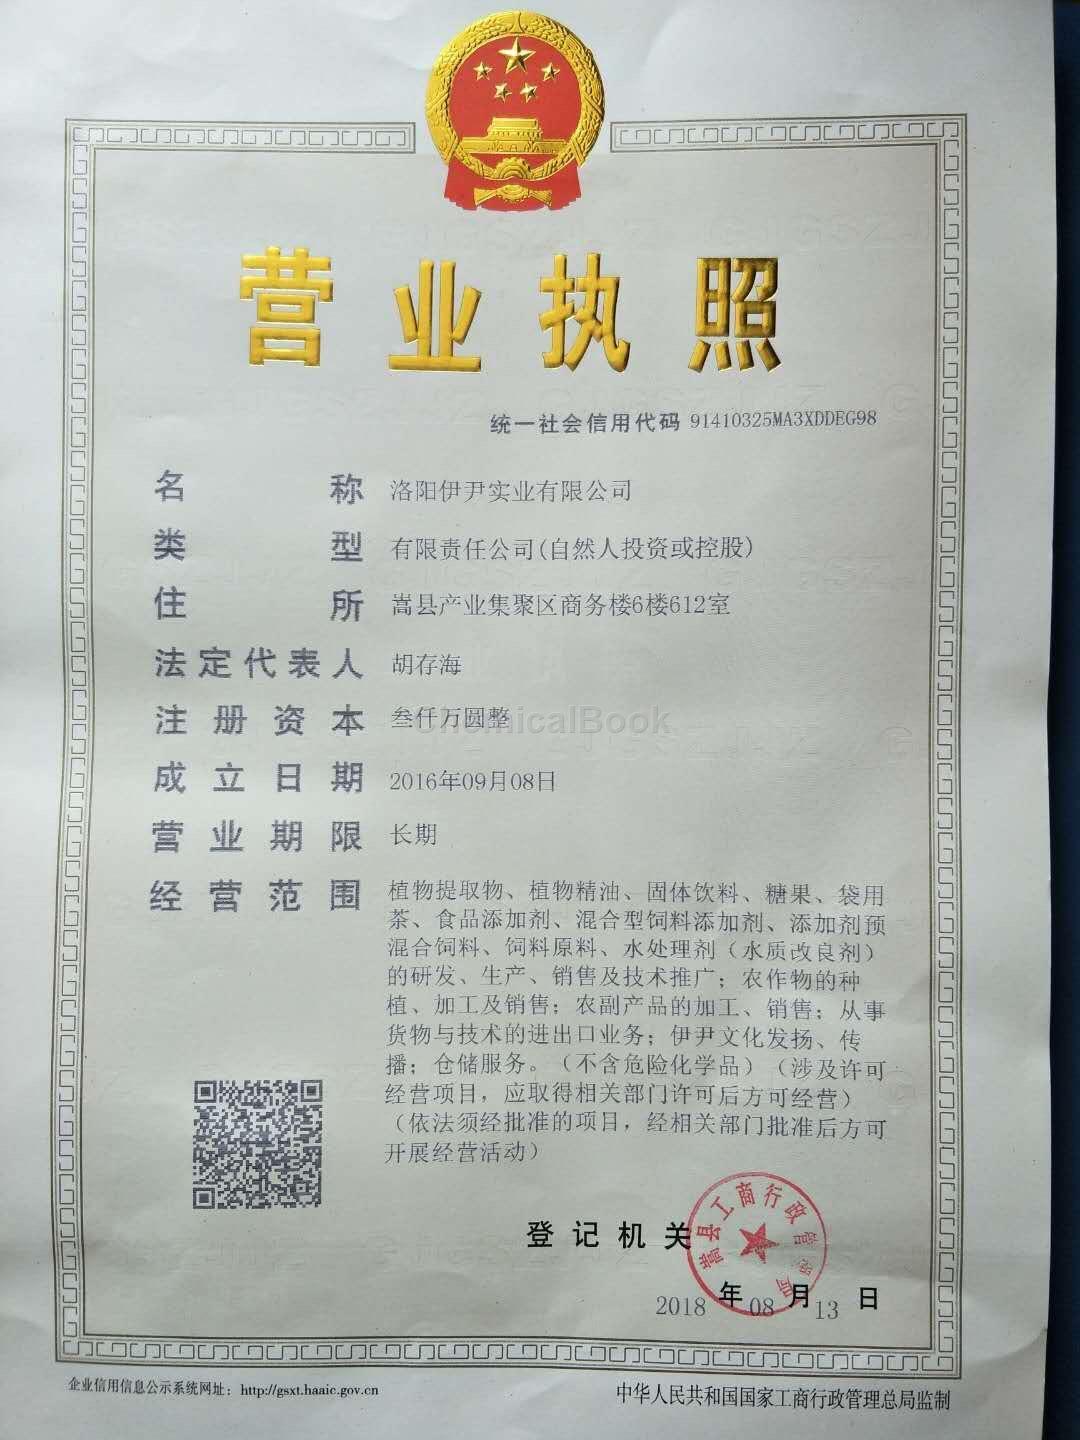 营业执照
统一社会信用代码 91410325MA3XDDEG98
名称 洛阳伊尹实业有限公司
类型 有限责任公司(自然人投资或控股)
住所 嵩县产业集聚区商务楼6楼612室
法定代表人 胡存海
注册资本 叁仟万圆整
ChemicalBook
成立日期 2016年09月08日
营业期限 长期
经营范围 植物提取物、植物精油、固体饮料、糖果、袋用
茶、食品添加剂、混合型饲料添加剂、添加剂预
混合饲料、饲料原料、水处理剂（水质改良剂）
的研发、生产、销售及技术推广；农作物的种
植、加工及销售；农副产品的加工、销售；从事
货物与技术的进出口业务；伊尹文化发扬、传
播；仓储服务。（不含危险化学品）（涉及许可
经营项目，应取得相关部门许可后方可经营）
（依法须经批准的项目，经相关部门批准后方可
开展经营活动）
登记机关
嵩县工商行政管理局
2018年08月13日
企业信用信息公示系统网址：http://gsxt.haaic.gov.cn
中华人民共和国国家工商行政管理总局监制